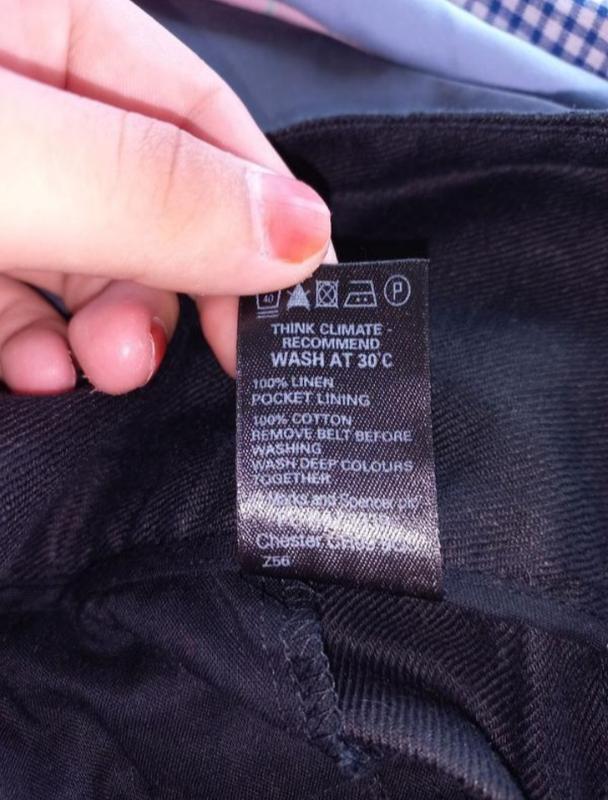 40 P
THINK CLIMATE -
RECOMMEND
WASH AT 30°C
100% LINEN
POCKET LINING
100% COTTON
REMOVE BELT BEFORE
WASHING
WASH DEEP COLOURS
TOGETHER
Marks and Spencer plc
Chester
Z56